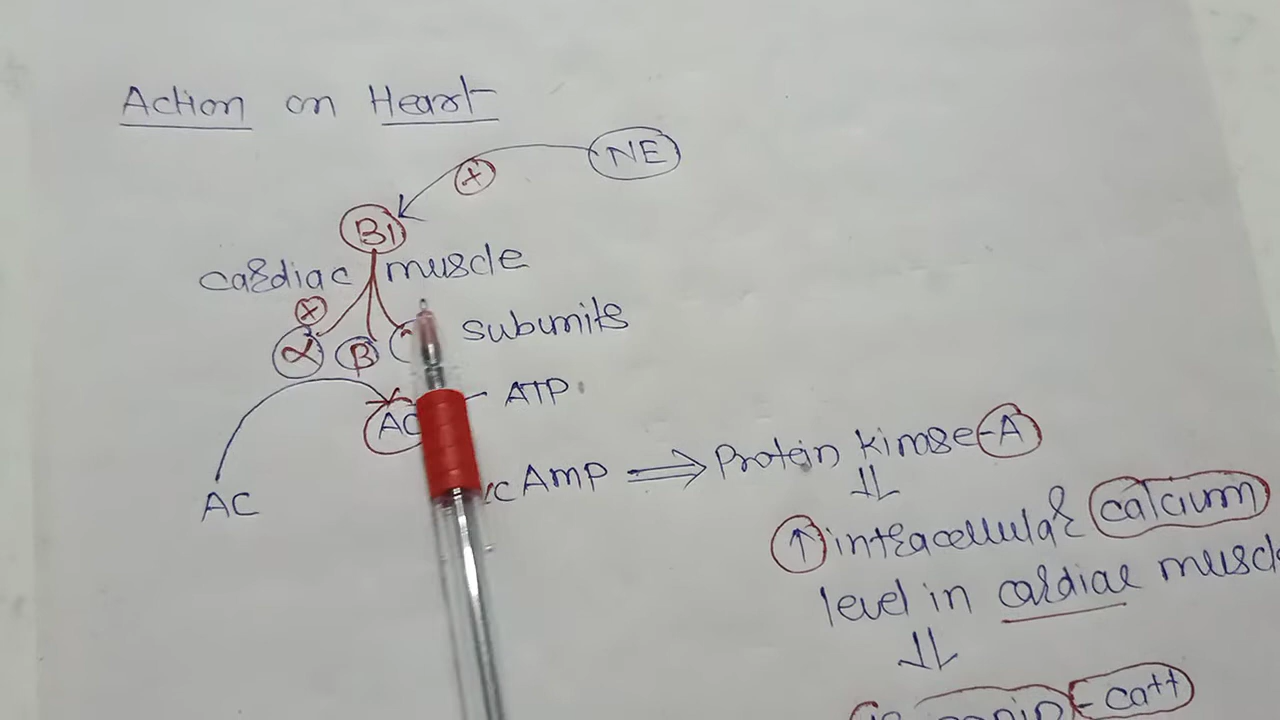 Action on Heart
NE
+
B1
cardiac muscle
+
α β subunits
AC - ATP
AC
cAMP ⇒ Protein kinase-A
⇓
↑ intracellular calcium
level in cardiac
⇓
- Ca++